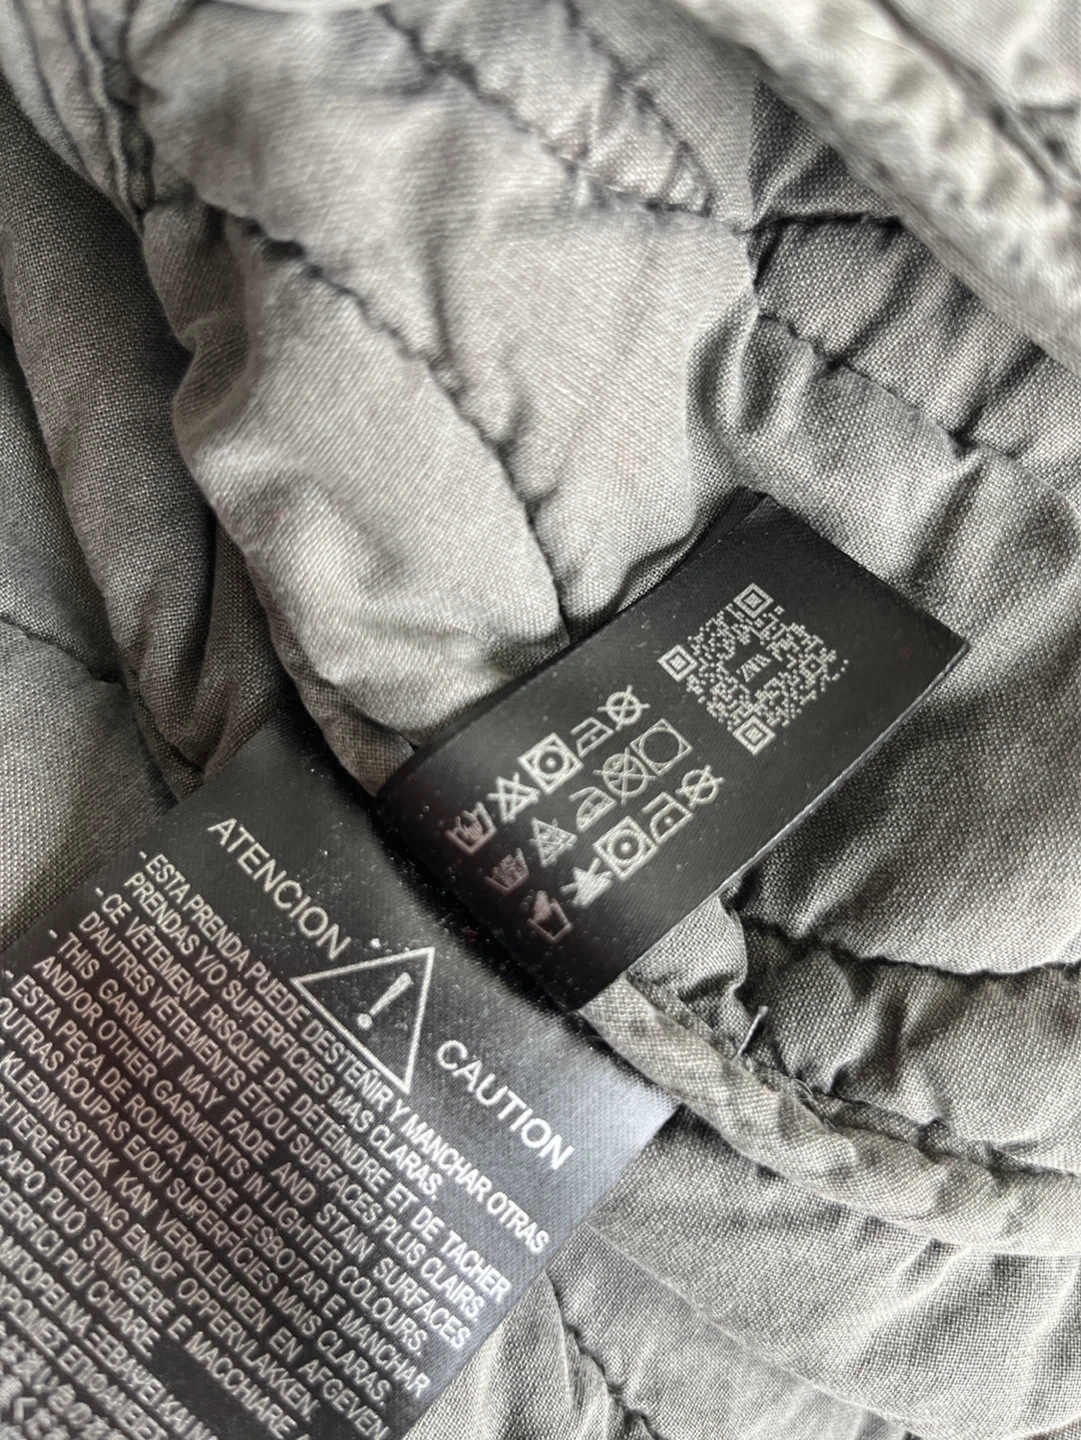 ATENCION
CAUTION
-ESTA PRENDA PUEDE DESTEÑIR Y MANCHAR OTRAS
PRENDAS Y/O SUPERFICIES MAS CLARAS.
- CE VÊTEMENT RISQUE DE DÉTEINDRE ET DE TACHER
D'AUTRES VÊTEMENTS ET/OU SURFACES PLUS CLAIRS.
- THIS GARMENT MAY FADE AND STAIN SURFACES
AND/OR OTHER GARMENTS IN LIGHTER COLOURS.
- ESTA PEÇA DE ROUPA PODE DESBOTAR E MANCHAR
OUTRAS ROUPAS E/OU SUPERFÍCIES MAIS CLARAS.
KLEDINGSTUK KAN VERKLEUREN EN AFGEVEN
KLEDING EN/OF OPPERVLAKKEN.
CAPO PUÒ STINGERE E MACCHIARE
PIÙ CHIARE